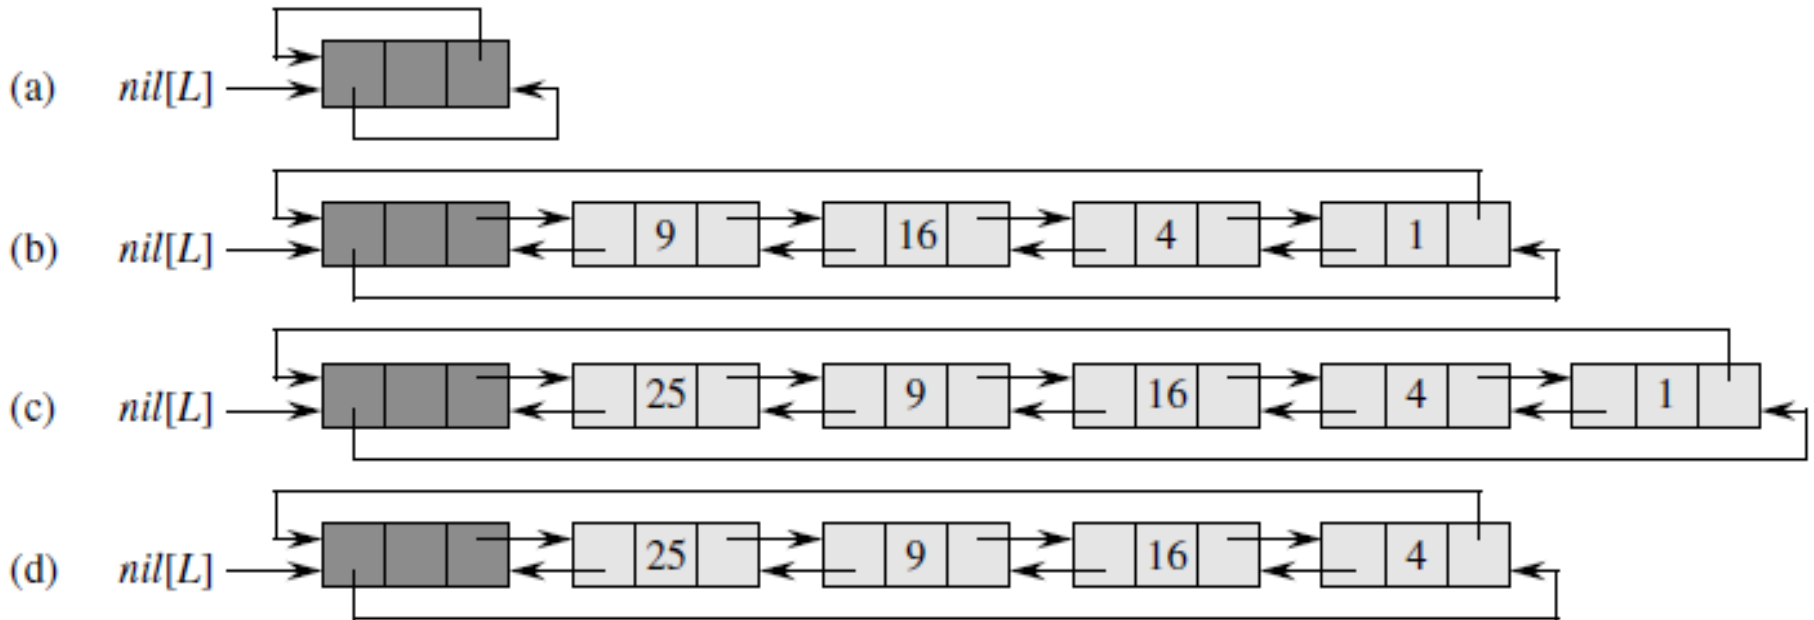 (a) nil[L]
(b) nil[L] 9 16 4 1
(c) nil[L] 25 9 16 4 1
(d) nil[L] 25 9 16 4